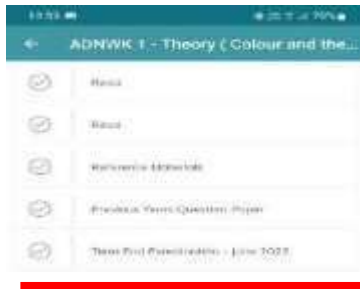 ADNWK 1 - Theory ( Colour and the...
Read
Read
Reference Materials
Previous Years Question Paper
Term End Examination - June 2022